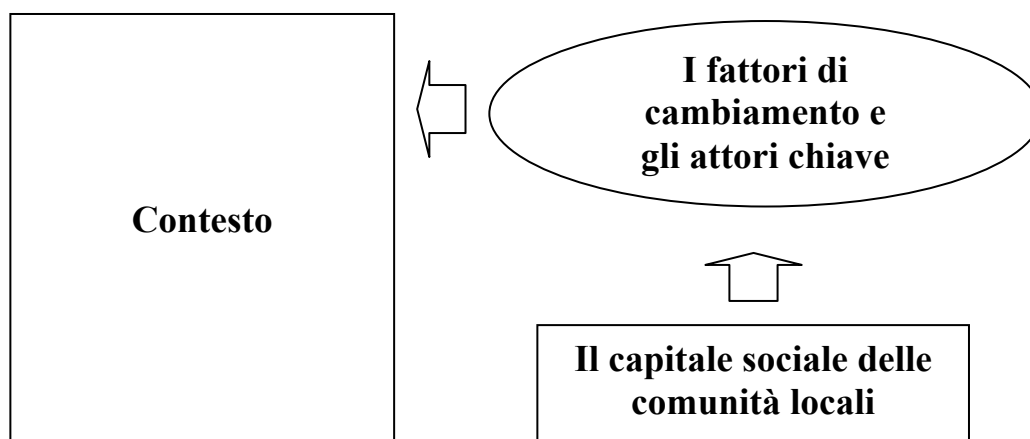 Contesto
I fattori di
cambiamento e
gli attori chiave
Il capitale sociale delle
comunità locali